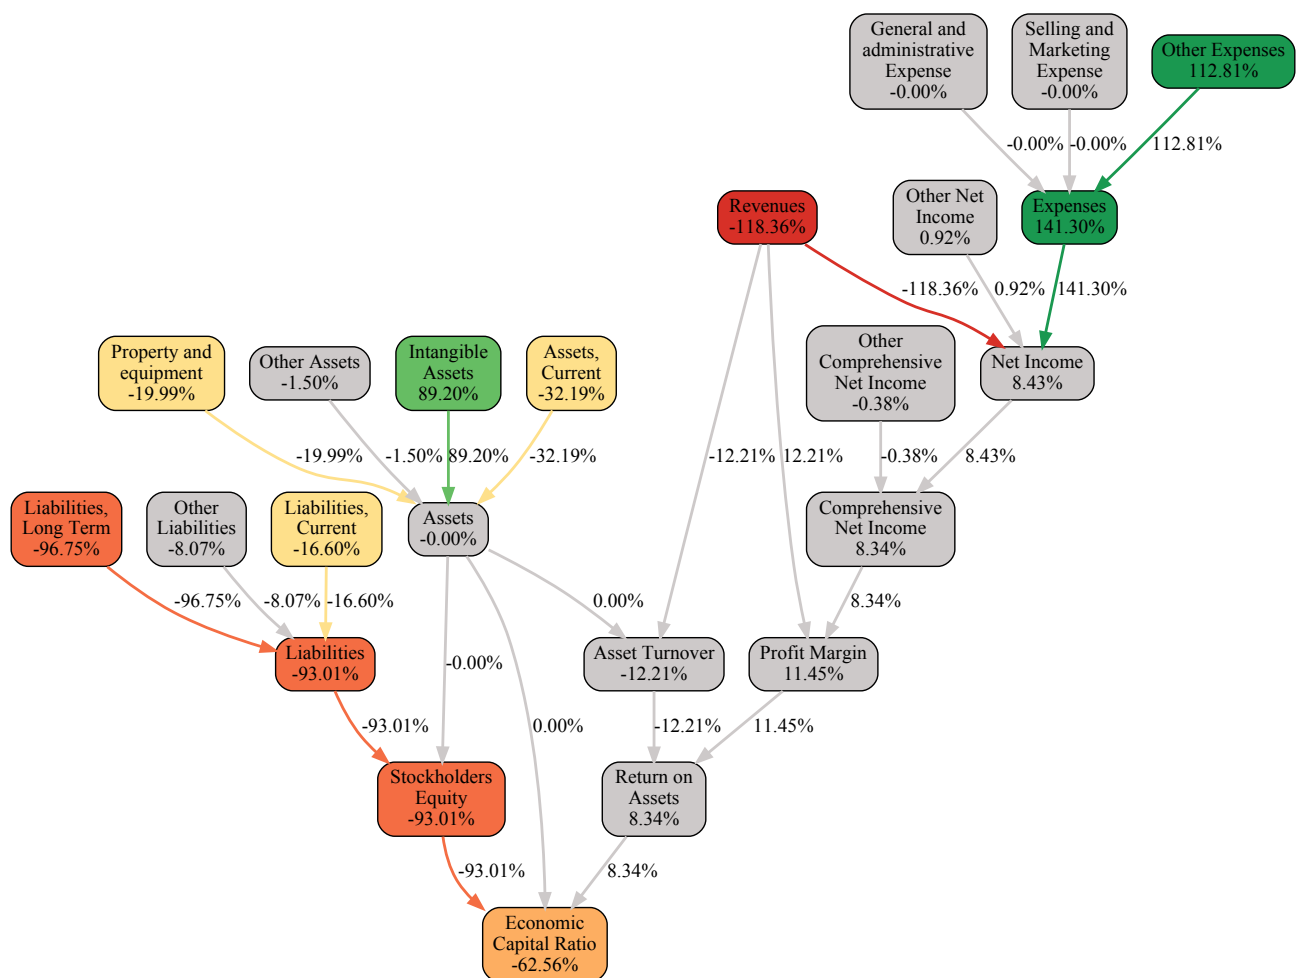 General and
administrative
Expense
-0.00%
Selling and
Marketing
Expense
-0.00%
Other Expenses
112.81%
-0.00%
-0.00%
112.81%
Revenues
-118.36%
Other Net
Income
0.92%
Expenses
141.30%
-118.36%
0.92%
141.30%
Property and
equipment
-19.99%
Other Assets
-1.50%
Intangible
Assets
89.20%
Assets,
Current
-32.19%
Other
Comprehensive
Net Income
-0.38%
Net Income
8.43%
-19.99%
-1.50%
89.20%
-32.19%
-12.21%
12.21%
-0.38%
8.43%
Liabilities,
Long Term
-96.75%
Other
Liabilities
-8.07%
Liabilities,
Current
-16.60%
Assets
-0.00%
Comprehensive
Net Income
8.34%
-96.75%
-8.07%
-16.60%
0.00%
8.34%
Liabilities
-93.01%
-0.00%
Asset Turnover
-12.21%
Profit Margin
11.45%
-93.01%
0.00%
-12.21%
11.45%
Stockholders
Equity
-93.01%
Return on
Assets
8.34%
-93.01%
8.34%
Economic
Capital Ratio
-62.56%